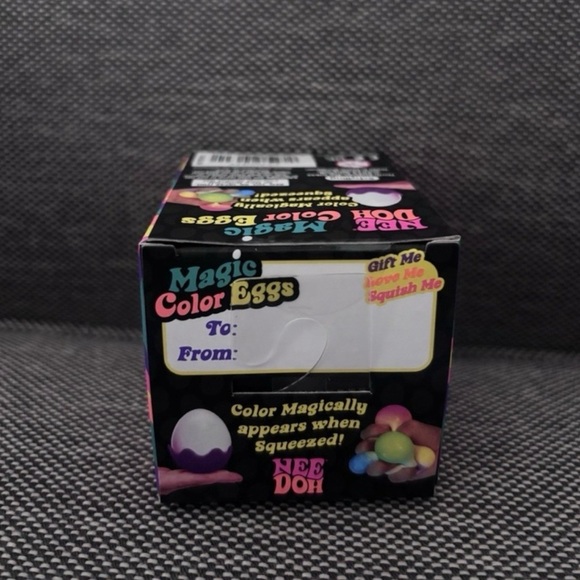 Color Magically
appears when
Squeezed!
NEE
DOH
Magic
Color Eggs
Magic
Color Eggs
Gift Me
Love Me
Squish Me
To:
From:
Color Magically
appears when
Squeezed!
NEE
DOH